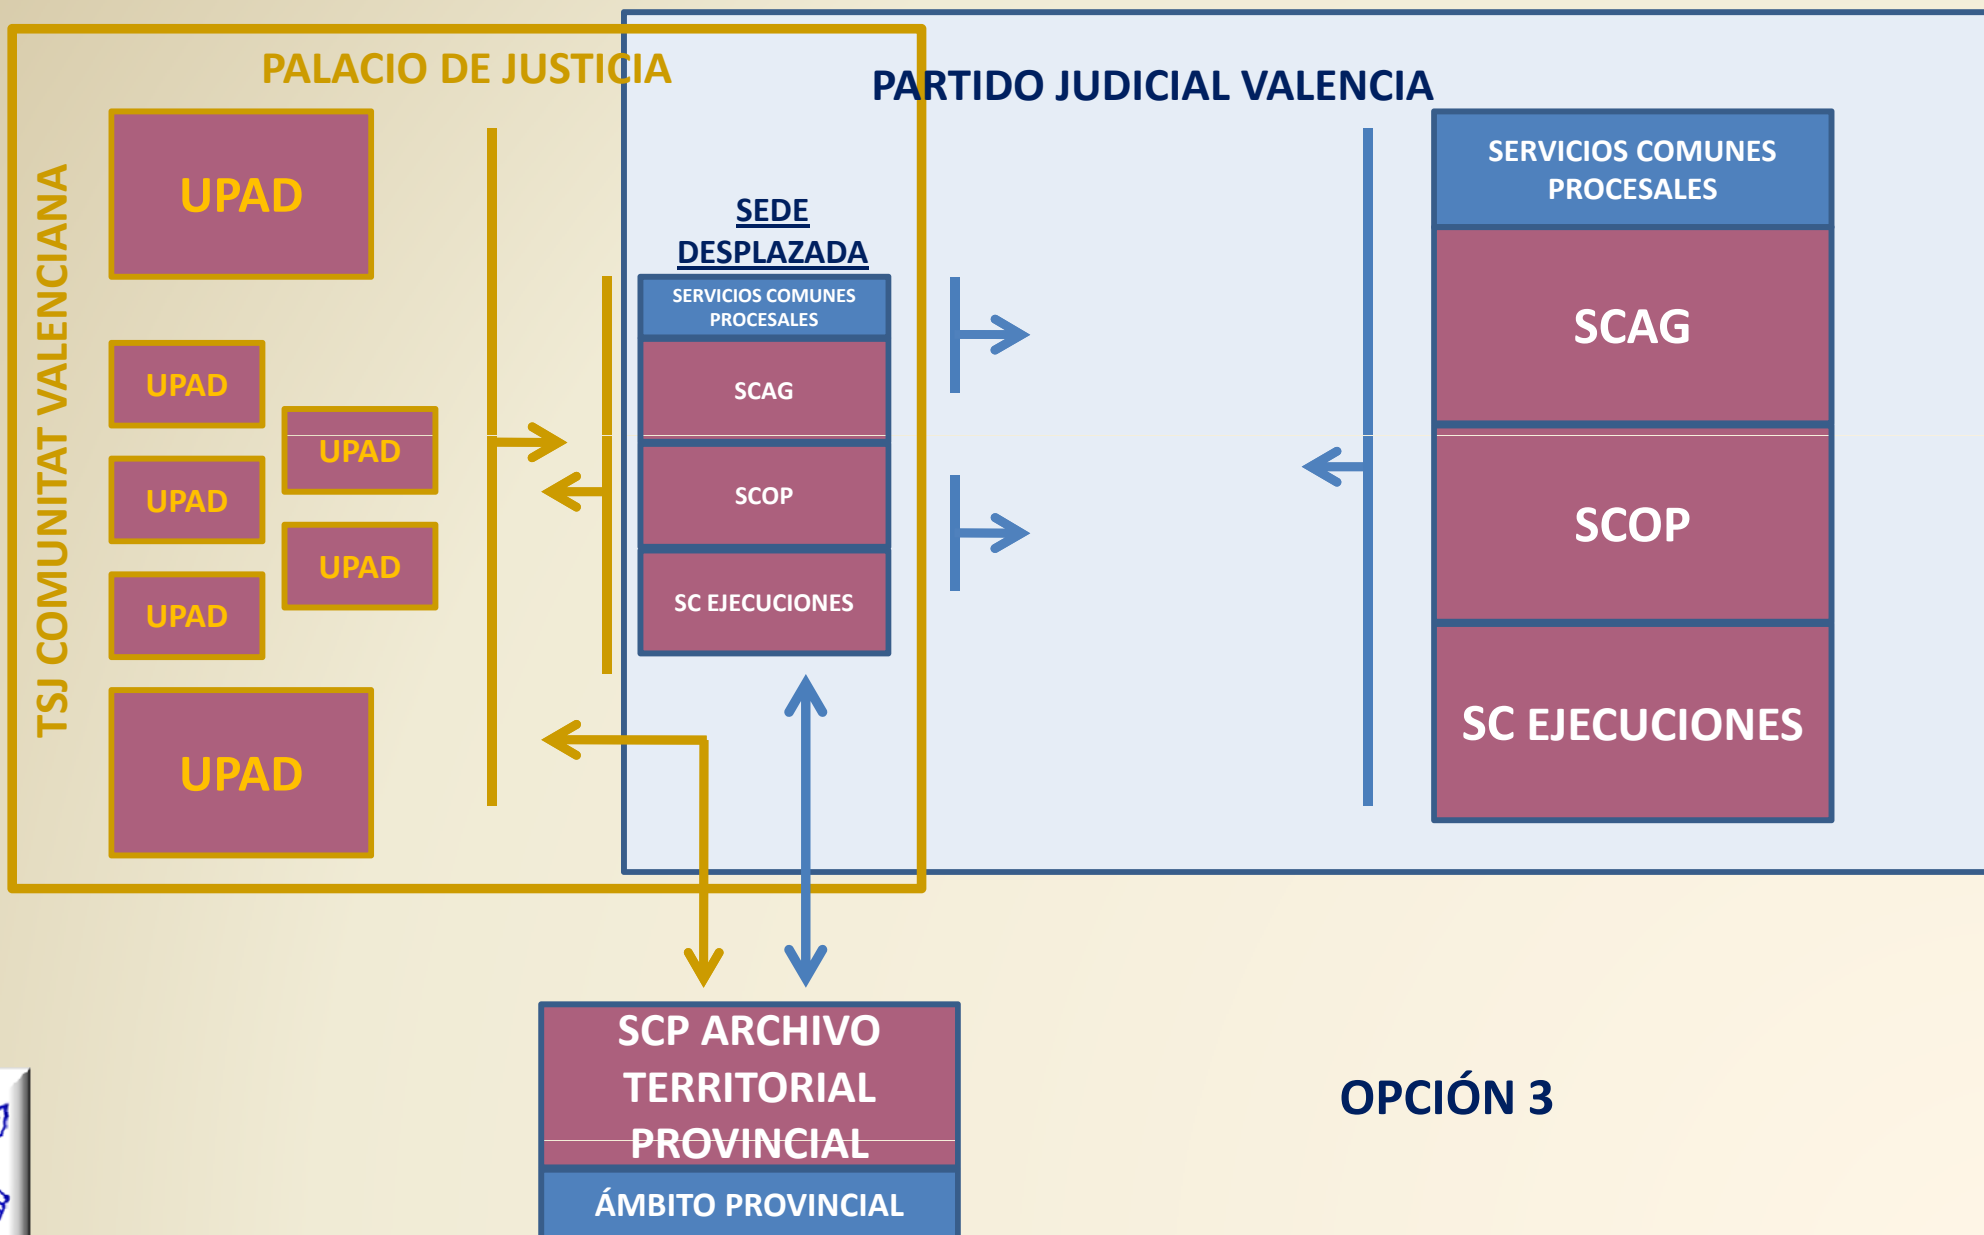 PALACIO DE JUSTICIA
PARTIDO JUDICIAL VALENCIA
TSJ COMUNITAT VALENCIANA
UPAD
UPAD
UPAD
UPAD
UPAD
UPAD
UPAD
SEDE
DESPLAZADA
SERVICIOS COMUNES
PROCESALES
SCAG
SCOP
SC EJECUCIONES
SERVICIOS COMUNES
PROCESALES
SCAG
SCOP
SC EJECUCIONES
SCP ARCHIVO
TERRITORIAL
PROVINCIAL
ÁMBITO PROVINCIAL
OPCIÓN 3